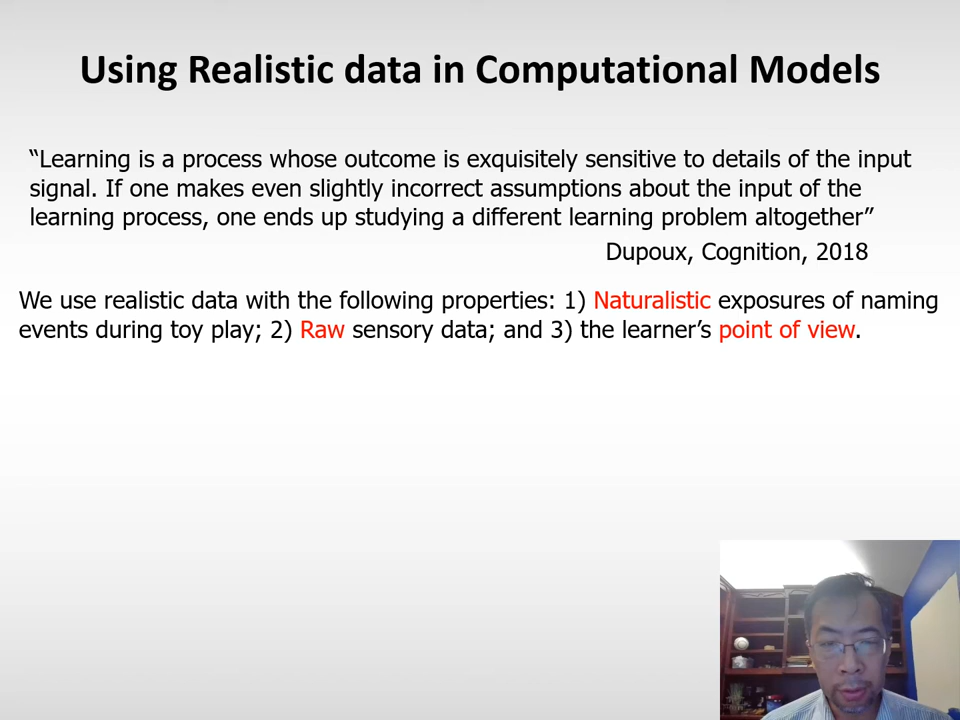 Using Realistic data in Computational Models
“Learning is a process whose outcome is exquisitely sensitive to details of the input
signal. If one makes even slightly incorrect assumptions about the input of the
learning process, one ends up studying a different learning problem altogether”
Dupoux, Cognition, 2018
We use realistic data with the following properties: 1) Naturalistic exposures of naming
events during toy play; 2) Raw sensory data; and 3) the learner’s point of view.